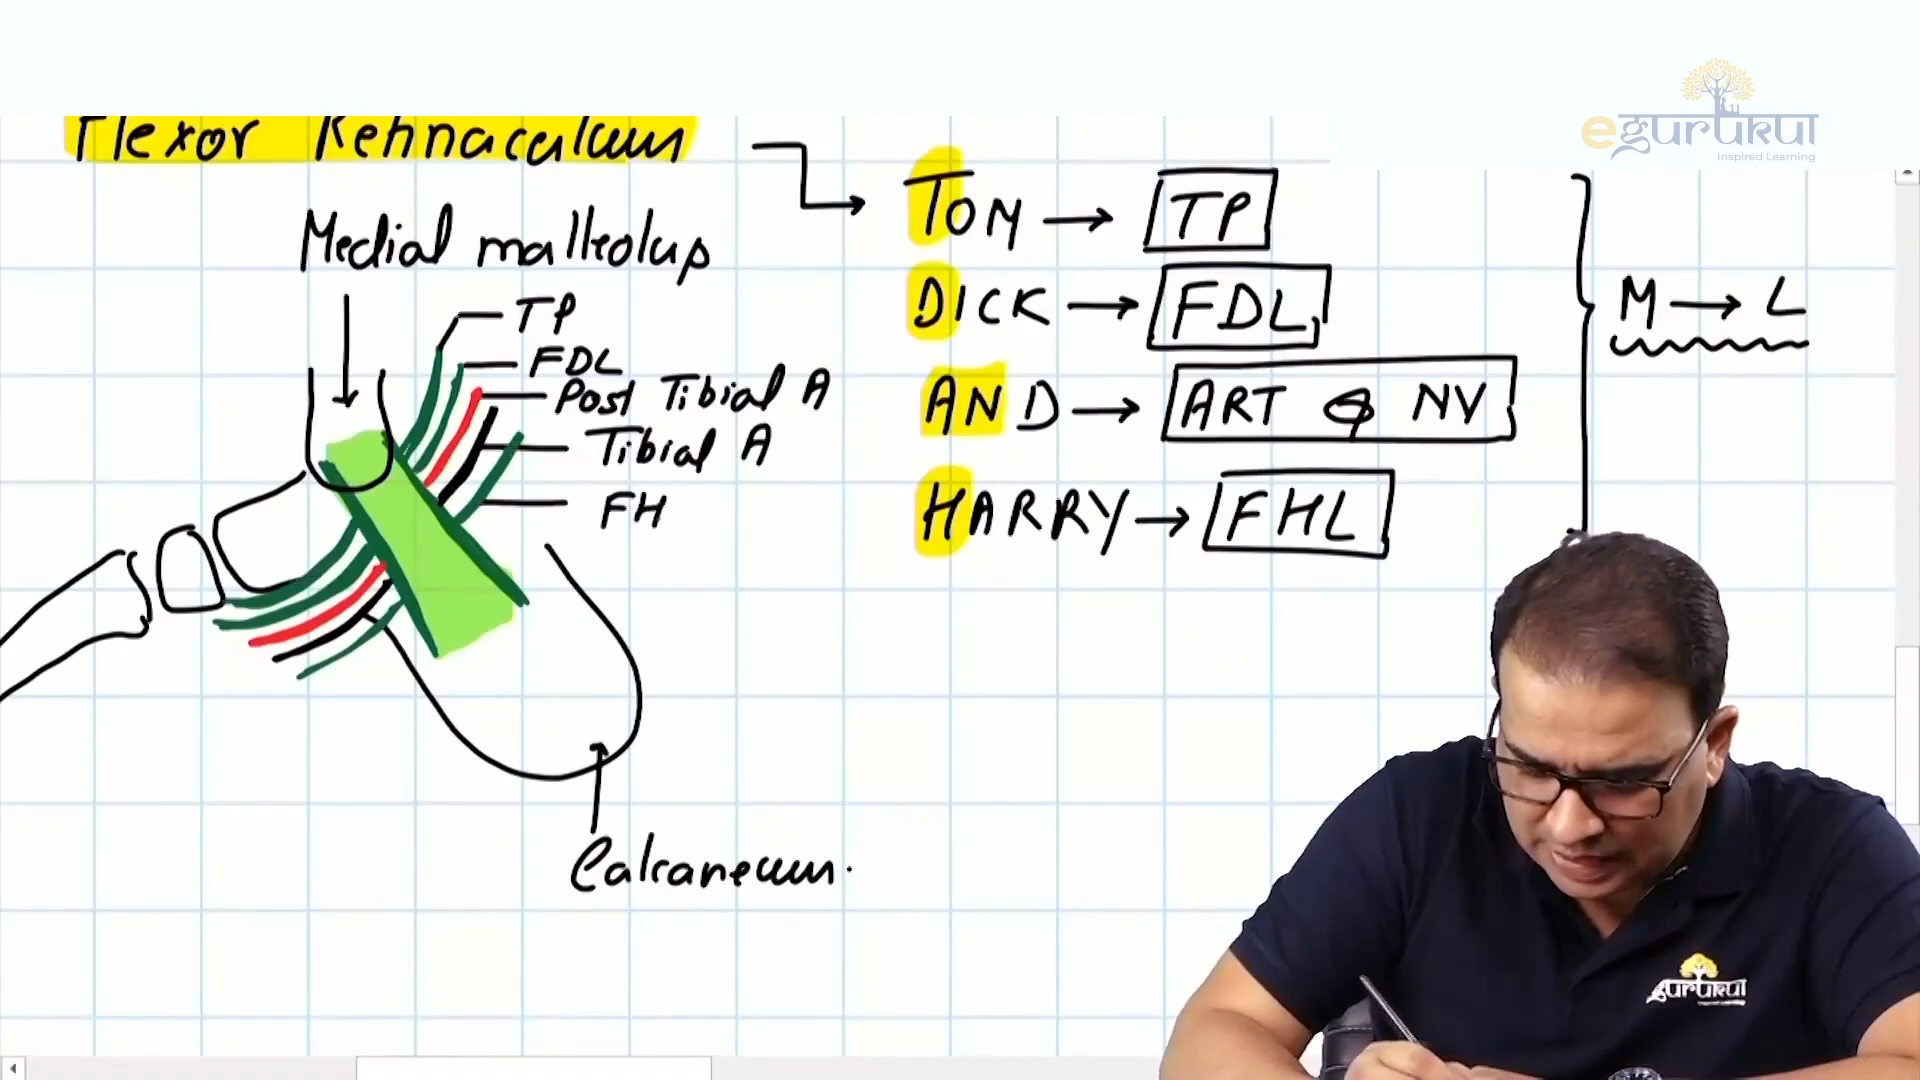 Flexor Retinaculum
Medial malleolus
TP
FDL
Post Tibial A
Tibial A
FH
Calcaneum.
TOM → TP
DICK → FDL
AND → ART & NV
HARRY → FHL
M → L
eGURUKUL
Inspired Learning
GURUKUL